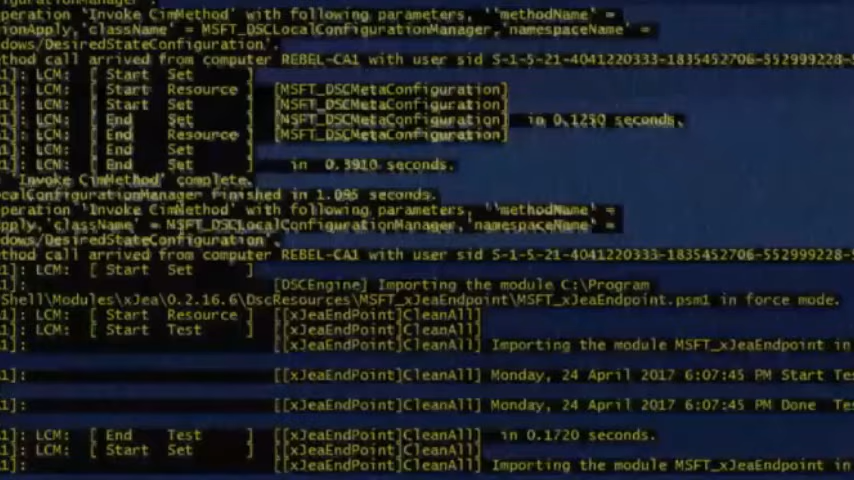 peration 'Invoke CimMethod' with following parameters, ''methodName' =
ionApply,'className' = MSFT_DSCLocalConfigurationManager,'namespaceName' =
dows/DesiredStateConfiguration'.
thod call arrived from computer REBEL-CA1 with user sid S-1-5-21-4041220333-1835452706-552999228-
1]: LCM:  [ Start  Set      ]
1]: LCM:  [ Start  Resource ]  [MSFT_DSCMetaConfiguration]
1]: LCM:  [ Start  Set      ]  [MSFT_DSCMetaConfiguration]
1]: LCM:  [ End    Set      ]  [MSFT_DSCMetaConfiguration]  in 0.1250 seconds.
1]: LCM:  [ End    Resource ]  [MSFT_DSCMetaConfiguration]
1]: LCM:  [ End    Set      ]
1]: LCM:  [ End    Set      ]    in  0.3910 seconds.
'Invoke CimMethod' complete.
ocalConfigurationManager finished in 1.095 seconds.
peration 'Invoke CimMethod' with following parameters, ''methodName' =
pply,'className' = MSFT_DSCLocalConfigurationManager,'namespaceName' =
dows/DesiredStateConfiguration'.
thod call arrived from computer REBEL-CA1 with user sid S-1-5-21-4041220333-1835452706-552999228-
1]: LCM:  [ Start  Set      ]
1]:                            [DSCEngine] Importing the module C:\Program
Shell\Modules\xJea\0.2.16.6\DscResources\MSFT_xJeaEndpoint\MSFT_xJeaEndpoint.psm1 in force mode.
1]: LCM:  [ Start  Resource ]  [[xJeaEndPoint]CleanAll]
1]: LCM:  [ Start  Test     ]  [[xJeaEndPoint]CleanAll]
1]:                            [[xJeaEndPoint]CleanAll] Importing the module MSFT_xJeaEndpoint in
1]:                            [[xJeaEndPoint]CleanAll] Monday, 24 April 2017 6:07:45 PM Start Te
1]:                            [[xJeaEndPoint]CleanAll] Monday, 24 April 2017 6:07:45 PM Done  Te
1]: LCM:  [ End    Test     ]  [[xJeaEndPoint]CleanAll]  in 0.1720 seconds.
1]: LCM:  [ Start  Set      ]  [[xJeaEndPoint]CleanAll]
1]:                            [[xJeaEndPoint]CleanAll] Importing the module MSFT_xJeaEndpoint in